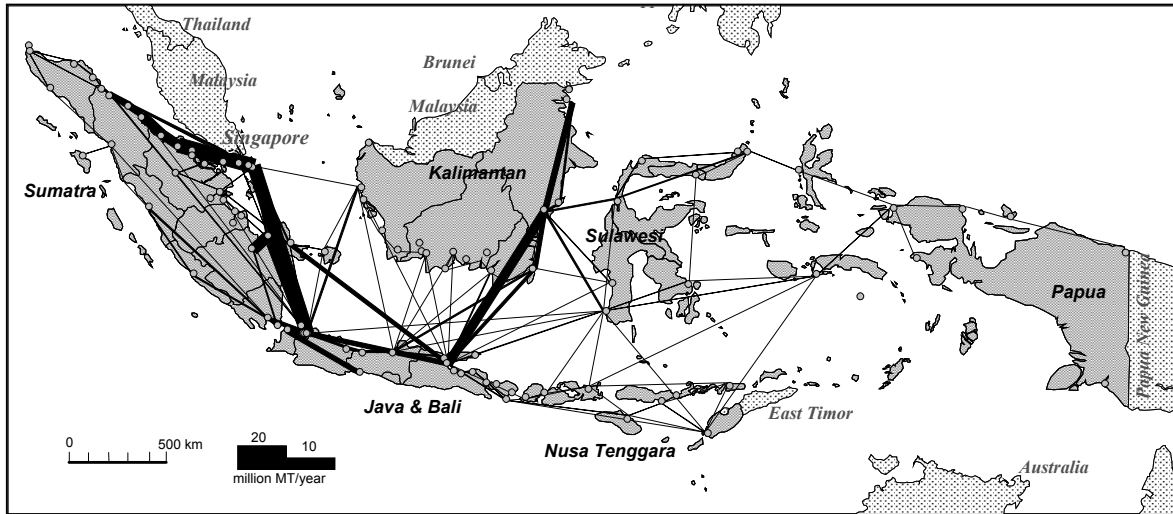 Thailand
Malaysia
Brunei
Malaysia
Singapore
Kalimantan
Sumatra
Sulawesi
Papua
Papua New Guinea
Java & Bali
East Timor
Nusa Tenggara
Australia
0 500 km
20 10
million MT/year